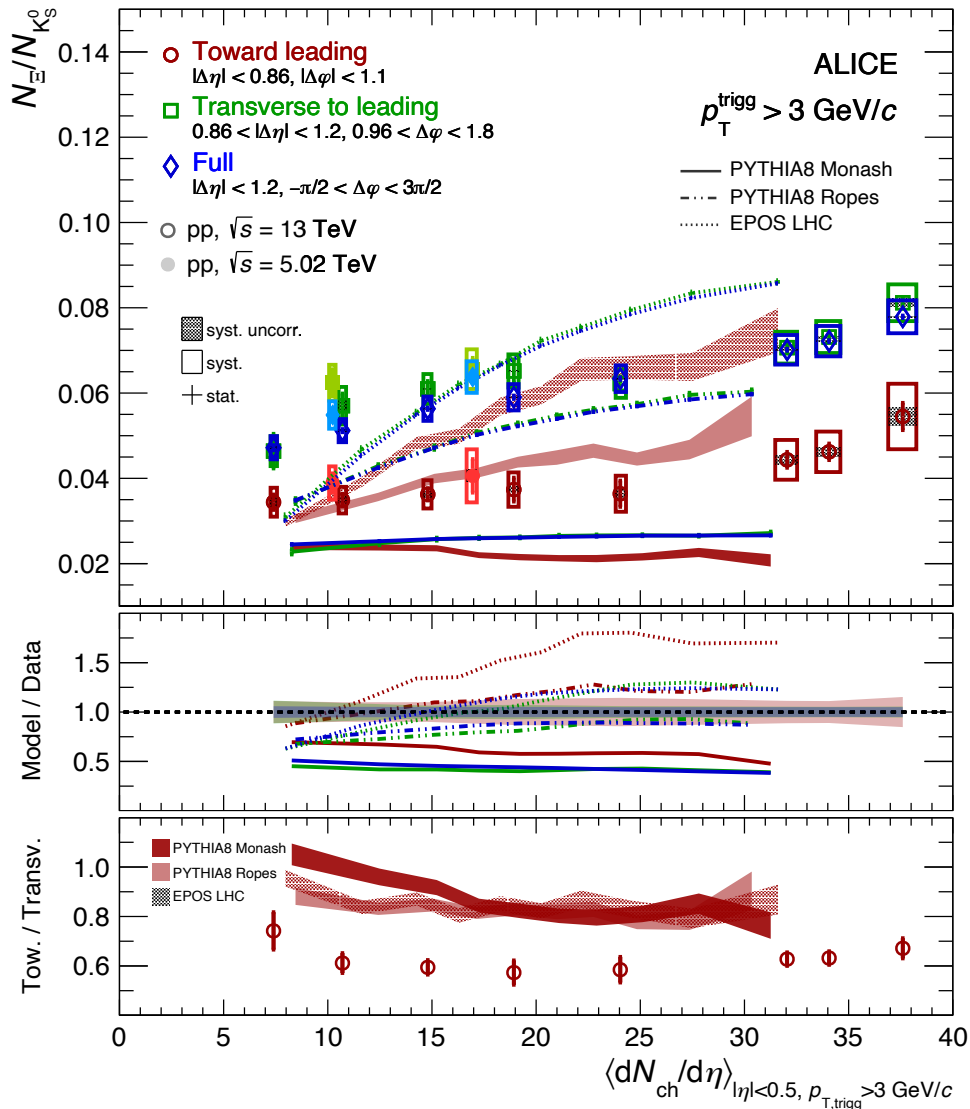 N_Ξ/N_{K^0_S}
0.14
0.12
0.10
0.08
0.06
0.04
0.02
0.00
Toward leading
|Δη| < 0.86, |Δφ| < 1.1
Transverse to leading
0.86 < |Δη| < 1.2, 0.96 < Δφ < 1.8
Full
|Δη| < 1.2, −π/2 < Δφ < 3π/2
pp, √s = 13 TeV
pp, √s = 5.02 TeV
syst. uncorr.
syst.
stat.
ALICE
p_T^trigg > 3 GeV/c
PYTHIA8 Monash
PYTHIA8 Ropes
EPOS LHC
Model / Data
1.5
1.0
0.5
Tow. / Transv.
1.0
0.8
0.6
PYTHIA8 Monash
PYTHIA8 Ropes
EPOS LHC
0 5 10 15 20 25 30 35 40
⟨dN_ch/dη⟩_{|η|<0.5, p_{T,trigg}>3 GeV/c}